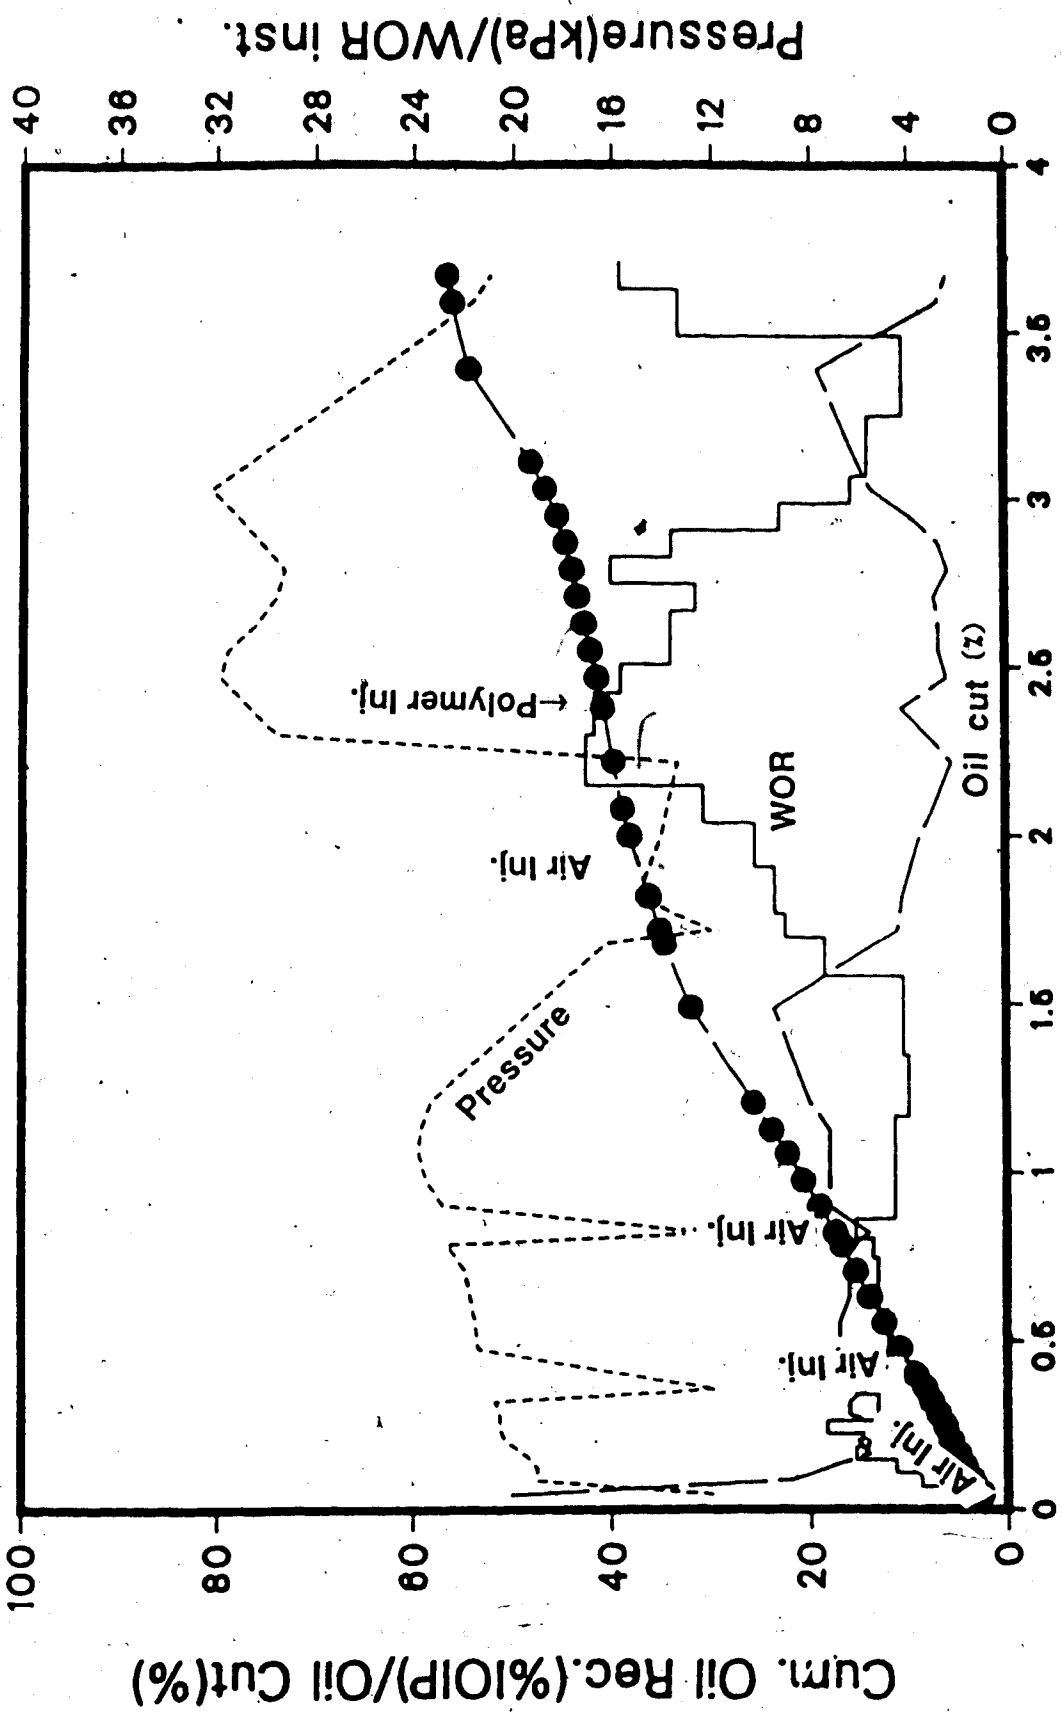 Cum. Oil Rec.(%IOIP)/Oil Cut(%)
100
80
60
40
20
0
Pressure(kPa)/WOR inst.
40
36
32
28
24
20
16
12
8
4
0
0
0.5
1
1.5
2
2.5
3
3.5
4
Air Inj.
Air Inj.
Air Inj.
Pressure
Air Inj.
←Polymer Inj.
WOR
Oil cut (%)